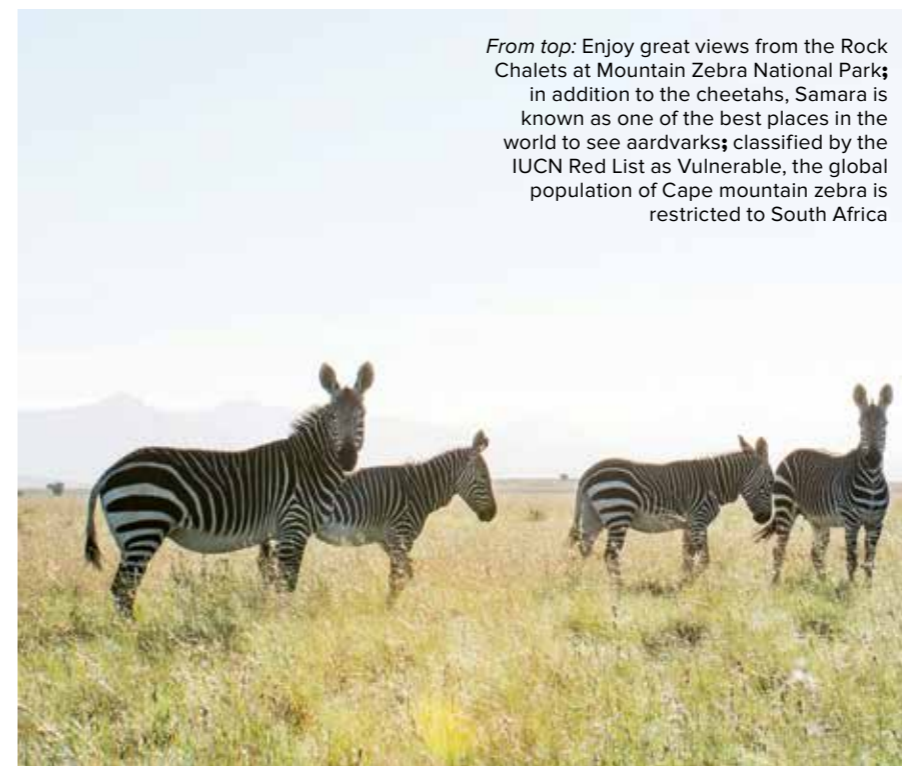 From top: Enjoy great views from the Rock
Chalets at Mountain Zebra National Park;
in addition to the cheetahs, Samara is
known as one of the best places in the
world to see aardvarks; classified by the
IUCN Red List as Vulnerable, the global
population of Cape mountain zebra is
restricted to South Africa